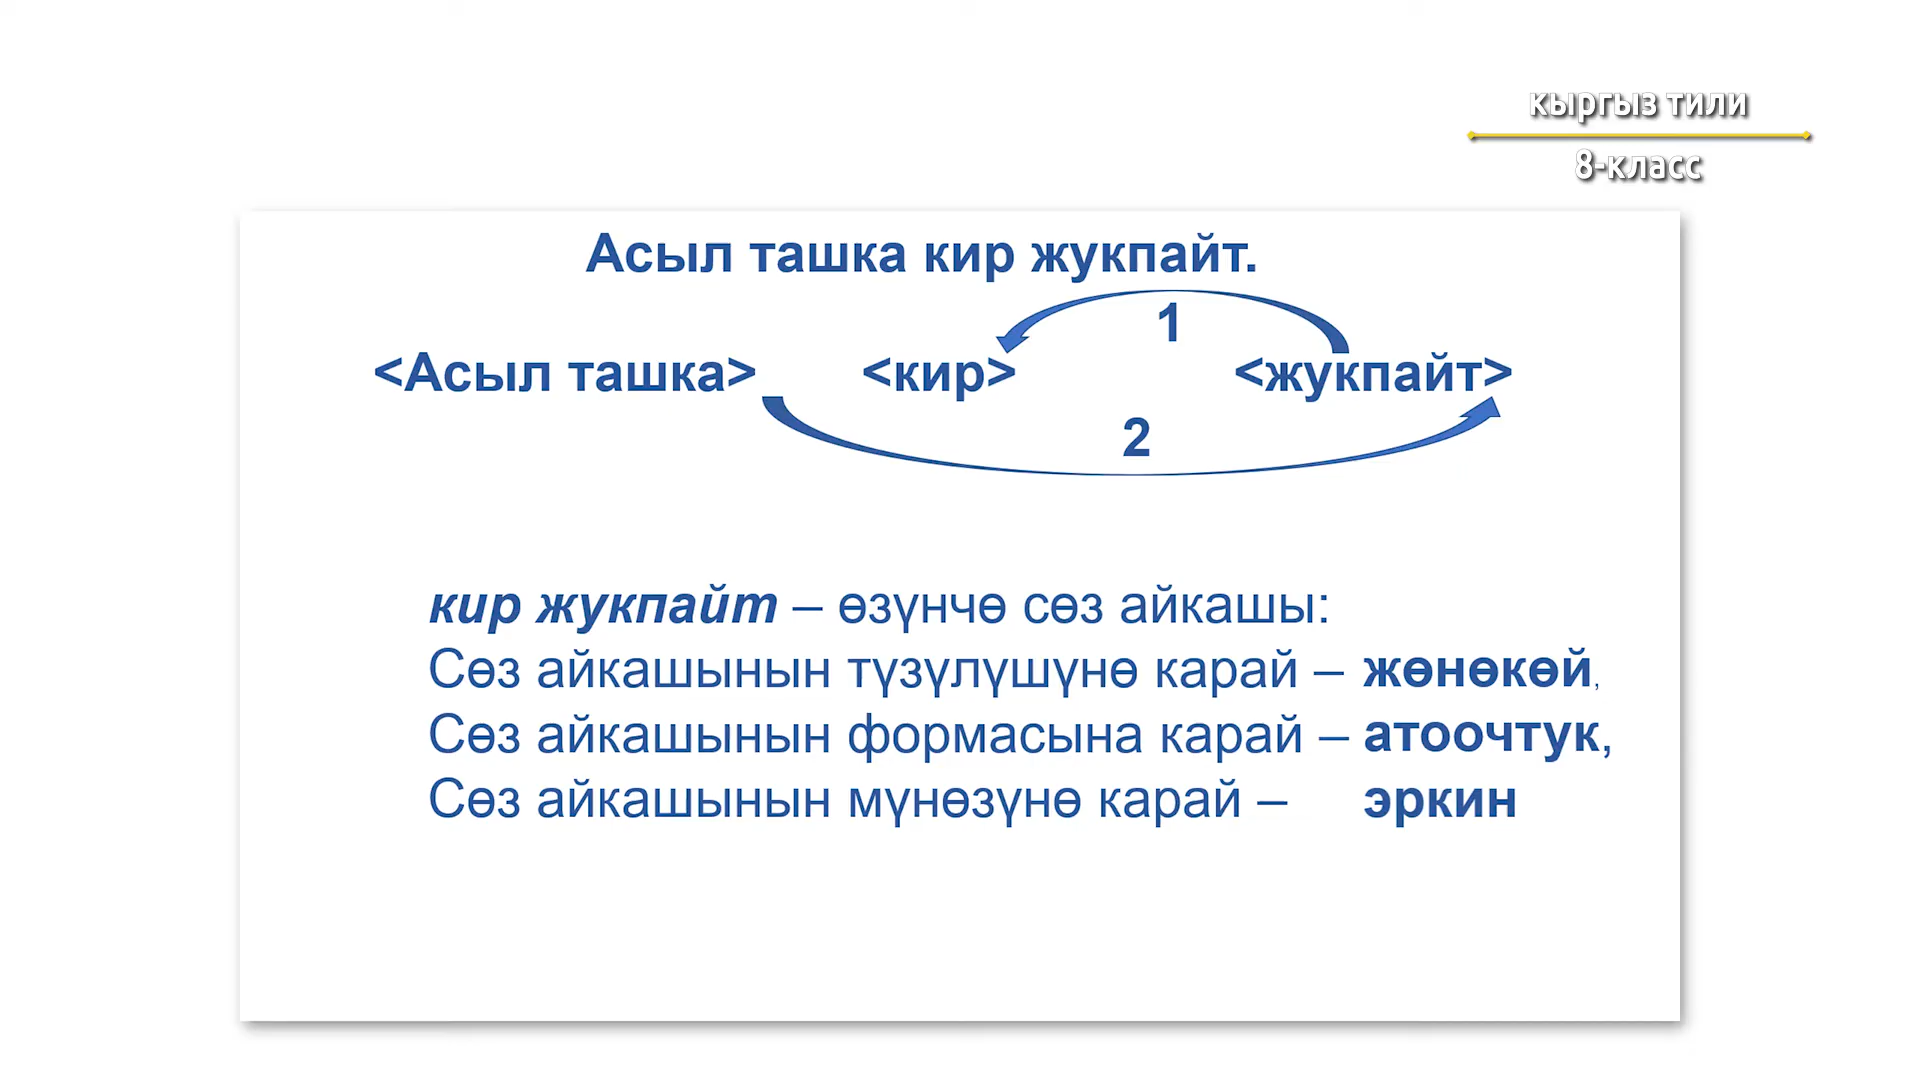 кыргыз тили
8-класс
Асыл ташка кир жукпайт.
1
<Асыл ташка> <кир> <жукпайт>
2
кир жукпайт – өзүнчө сөз айкашы:
Сөз айкашынын түзүлүшүнө карай – жөнөкөй,
Сөз айкашынын формасына карай – атоочтук,
Сөз айкашынын мүнөзүнө карай – эркин